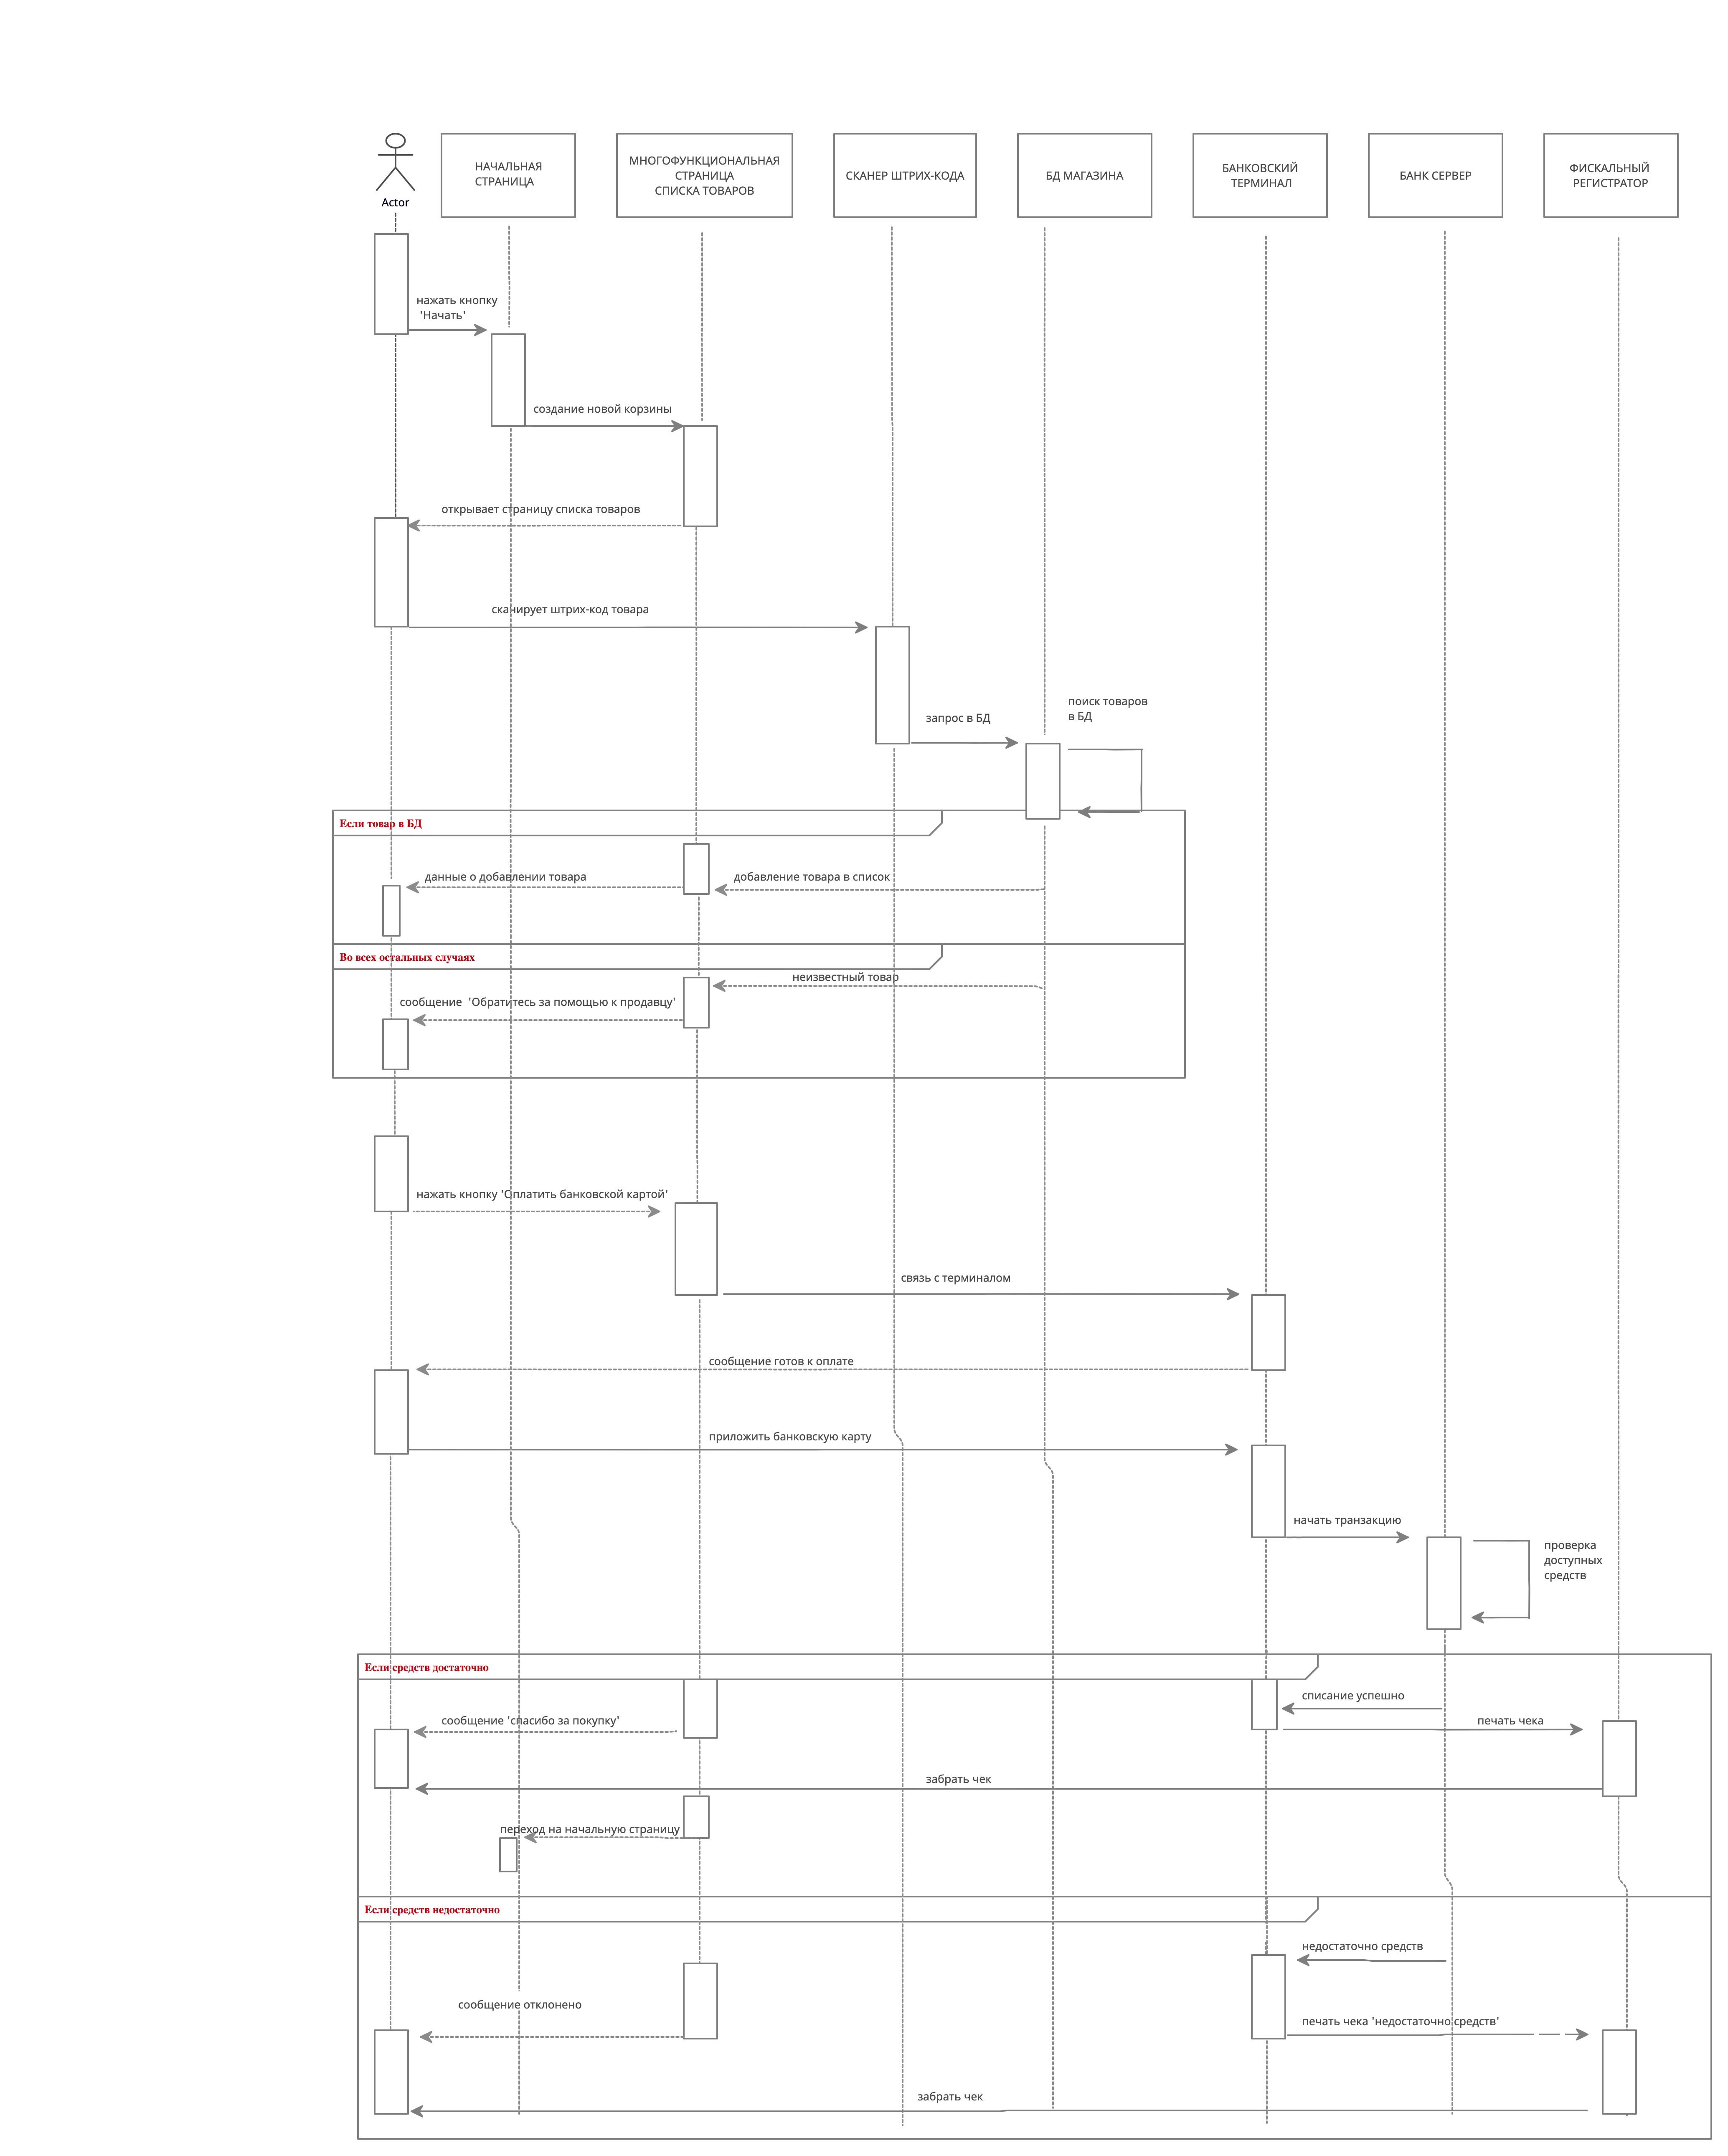 Actor
НАЧАЛЬНАЯ
СТРАНИЦА
МНОГОФУНКЦИОНАЛЬНАЯ
СТРАНИЦА
СПИСКА ТОВАРОВ
СКАНЕР ШТРИХ-КОДА
БД МАГАЗИНА
БАНКОВСКИЙ
ТЕРМИНАЛ
БАНК СЕРВЕР
ФИСКАЛЬНЫЙ
РЕГИСТРАТОР
нажать кнопку
'Начать'
создание новой корзины
открывает страницу списка товаров
сканирует штрих-код товара
запрос в БД
поиск товаров
в БД
Если товар в БД
данные о добавлении товара
добавление товара в список
Во всех остальных случаях
неизвестный товар
сообщение 'Обратитесь за помощью к продавцу'
нажать кнопку 'Оплатить банковской картой'
связь с терминалом
сообщение готов к оплате
приложить банковскую карту
начать транзакцию
проверка
доступных
средств
Если средств достаточно
списание успешно
сообщение 'спасибо за покупку'
печать чека
забрать чек
переход на начальную страницу
Если средств недостаточно
недостаточно средств
сообщение отклонено
печать чека 'недостаточно средств'
забрать чек